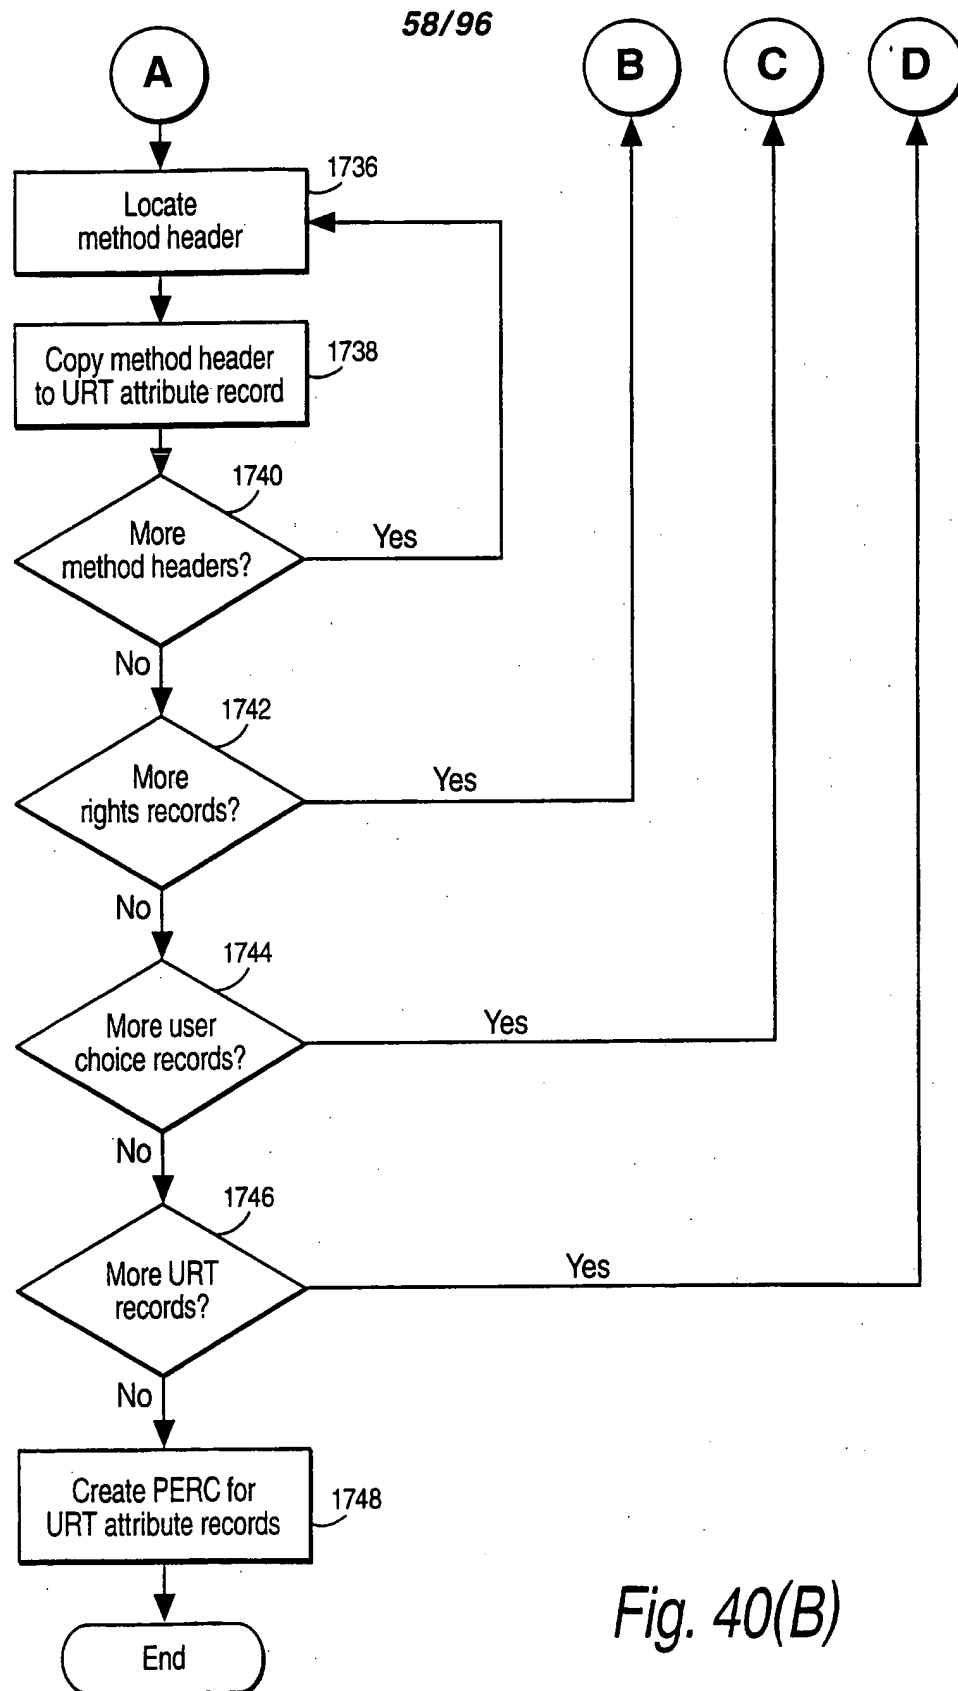 58/96
A
B
C
D
1736
Locate
method header
1738
Copy method header
to URT attribute record
1740
More
method headers?
Yes
No
1742
More
rights records?
Yes
No
1744
More user
choice records?
Yes
No
1746
More URT
records?
Yes
No
Create PERC for
URT attribute records
1748
End
Fig. 40(B)